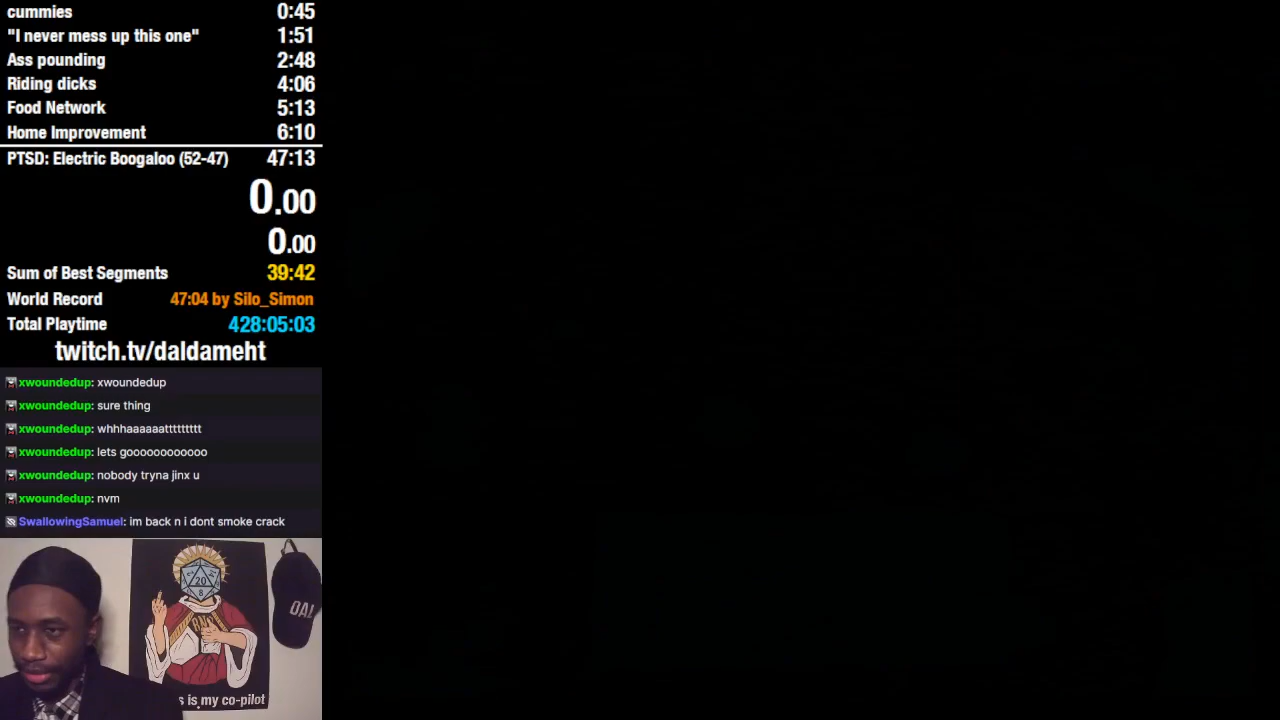 cummies 0:45
"I never mess up this one" 1:51
Ass pounding 2:48
Riding dicks 4:06
Food Network 5:13
Home Improvement 6:10
PTSD: Electric Boogaloo (52-47) 47:13
0.00
0.00
Sum of Best Segments 39:42
World Record 47:04 by Silo_Simon
Total Playtime 428:05:03
twitch.tv/daldameht
xwoundedup: xwoundedup
xwoundedup: sure thing
xwoundedup: whhhaaaaaattttttttt
xwoundedup: lets goooooooooooo
xwoundedup: nobody tryna jinx u
xwoundedup: nvm
SwallowingSamuel: im back n i dont smoke crack
20
8
OAL
s is my co-pilot